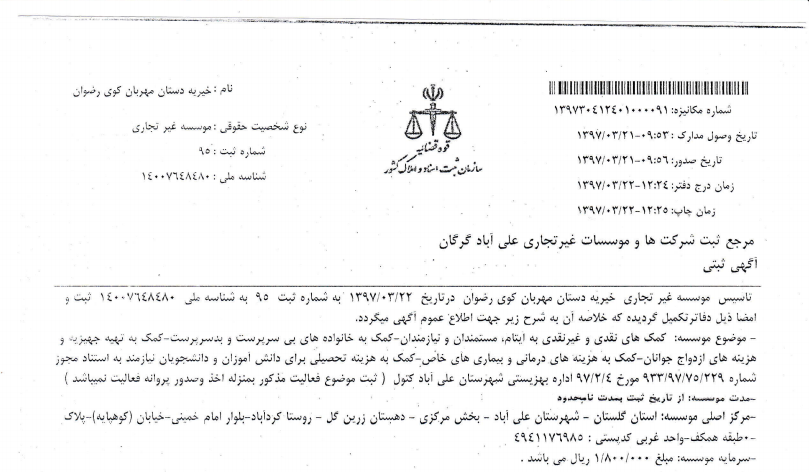 نام : خیریه دستان مهربان کوی رضوان
نوع شخصیت حقوقی : موسسه غیر تجاری
شماره ثبت : ۹۵
شناسه ملی : ۱۴۰۰۷۶۴۸۴۸۰
قوه قضائیه
سازمان ثبت اسناد و املاک کشور
شماره مکانیزه: ۱۳۹۷۳۰۴۱۲۴۰۱۰۰۰۰۹۱
تاریخ وصول مدارک : ۰۹:۵۳-۱۳۹۷/۰۳/۲۱
تاریخ صدور: ۰۹:۵۶-۱۳۹۷/۰۳/۲۱
زمان درج دفتر: ۱۲:۲۴-۱۳۹۷/۰۳/۲۲
زمان چاپ: ۱۲:۲۵-۱۳۹۷/۰۳/۲۲
مرجع ثبت شرکت ها و موسسات غیرتجاری علی آباد گرگان
آگهی ثبتی
تاسیس موسسه غیر تجاری خیریه دستان مهربان کوی رضوان درتاریخ ۱۳۹۷/۰۳/۲۲ به شماره ثبت ۹۵ به شناسه ملی ۱۴۰۰۷۶۴۸۴۸۰ ثبت و
امضا ذیل دفاترتکمیل گردیده که خلاصه آن به شرح زیر جهت اطلاع عموم آگهی میگردد.
- موضوع موسسه: کمک های نقدی و غیرنقدی به ایتام، مستمندان و نیازمندان-کمک به خانواده های بی سرپرست و بدسرپرست-کمک به تهیه جهیزیه و
هزینه های ازدواج جوانان-کمک به هزینه های درمانی و بیماری های خاص-کمک به هزینه تحصیلی برای دانش آموزان و دانشجویان نیازمند به استناد مجوز
شماره ۹۳۳/۹۷/۷۵/۲۲۹ مورخ ۹۷/۲/۴ اداره بهزیستی شهرستان علی آباد کتول ( ثبت موضوع فعالیت مذکور بمنزله اخذ وصدور پروانه فعالیت نمیباشد )
-مدت موسسه: از تاریخ ثبت بمدت نامحدود
-مرکز اصلی موسسه: استان گلستان - شهرستان علی آباد - بخش مرکزی - دهستان زرین گل - روستا کردآباد-بلوار امام خمینی-خیابان (کوهپایه)-پلاک
۰-طبقه همکف-واحد غربی کدپستی : ۴۹۴۱۱۷۶۹۸۵
-سرمایه موسسه: مبلغ ۱/۸۰۰/۰۰۰ ریال می باشد .